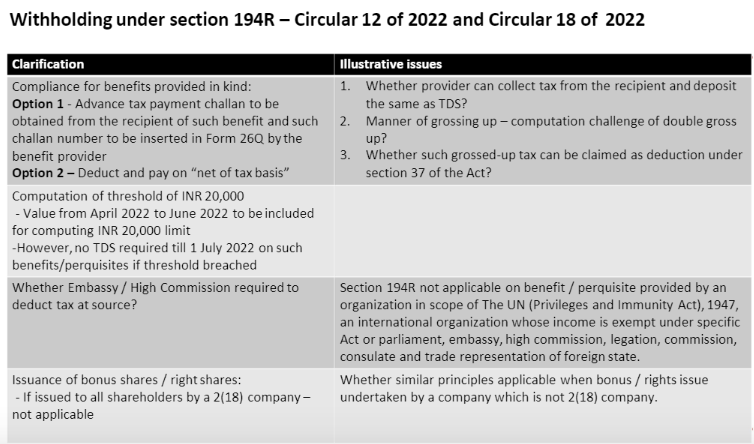 Withholding under section 194R – Circular 12 of 2022 and Circular 18 of 2022
Clarification
Illustrative issues
Compliance for benefits provided in kind:
Option 1 - Advance tax payment challan to be
obtained from the recipient of such benefit and such
challan number to be inserted in Form 26Q by the
benefit provider
Option 2 – Deduct and pay on “net of tax basis”
1. Whether provider can collect tax from the recipient and deposit
the same as TDS?
2. Manner of grossing up – computation challenge of double gross
up?
3. Whether such grossed-up tax can be claimed as deduction under
section 37 of the Act?
Computation of threshold of INR 20,000
- Value from April 2022 to June 2022 to be included
for computing INR 20,000 limit
-However, no TDS required till 1 July 2022 on such
benefits/perquisites if threshold breached
Whether Embassy / High Commission required to
deduct tax at source?
Section 194R not applicable on benefit / perquisite provided by an
organization in scope of The UN (Privileges and Immunity Act), 1947,
an international organization whose income is exempt under specific
Act or parliament, embassy, high commission, legation, commission,
consulate and trade representation of foreign state.
Issuance of bonus shares / right shares:
- If issued to all shareholders by a 2(18) company –
not applicable
Whether similar principles applicable when bonus / rights issue
undertaken by a company which is not 2(18) company.